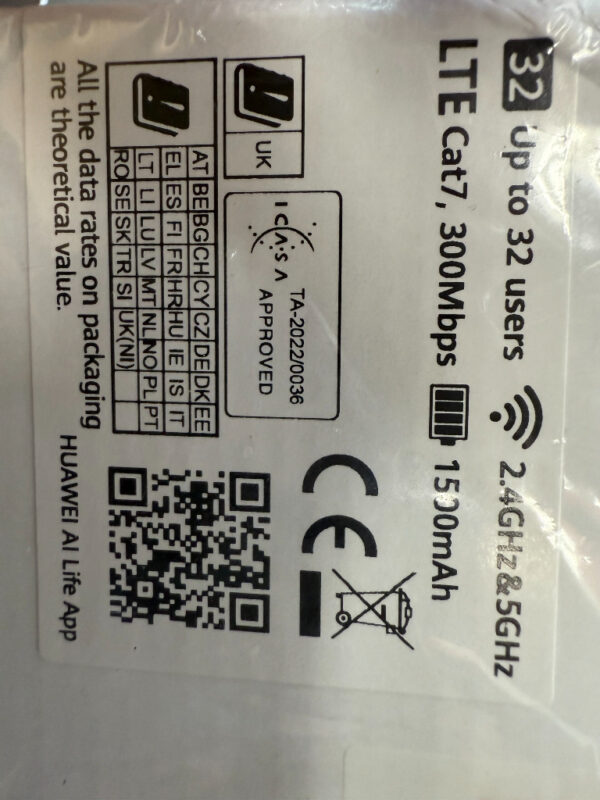 32 Up to 32 users 2.4GHz&5GHz
LTE Cat7, 300Mbps 1500mAh
UK
ICASA
TA-2022/0036
APPROVED
CE
AT BE BG CH CY CZ DE DK EE
EL ES FI FR HR HU IE IS IT
LT LI LU LV MT NL NO PL PT
RO SE SK TR SI UK(NI)
All the data rates on packaging
are theoretical value.
HUAWEI AI Life App